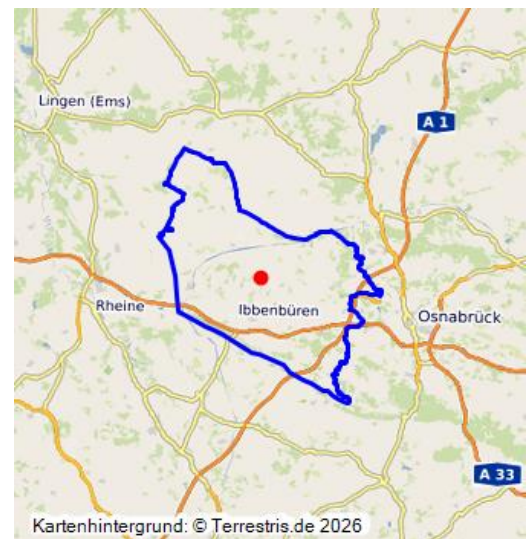 Lingen (Ems)
A 1
Rheine
Ibbenbüren
Osnabrück
A 33
Kartenhintergrund: © Terrestris.de 2026